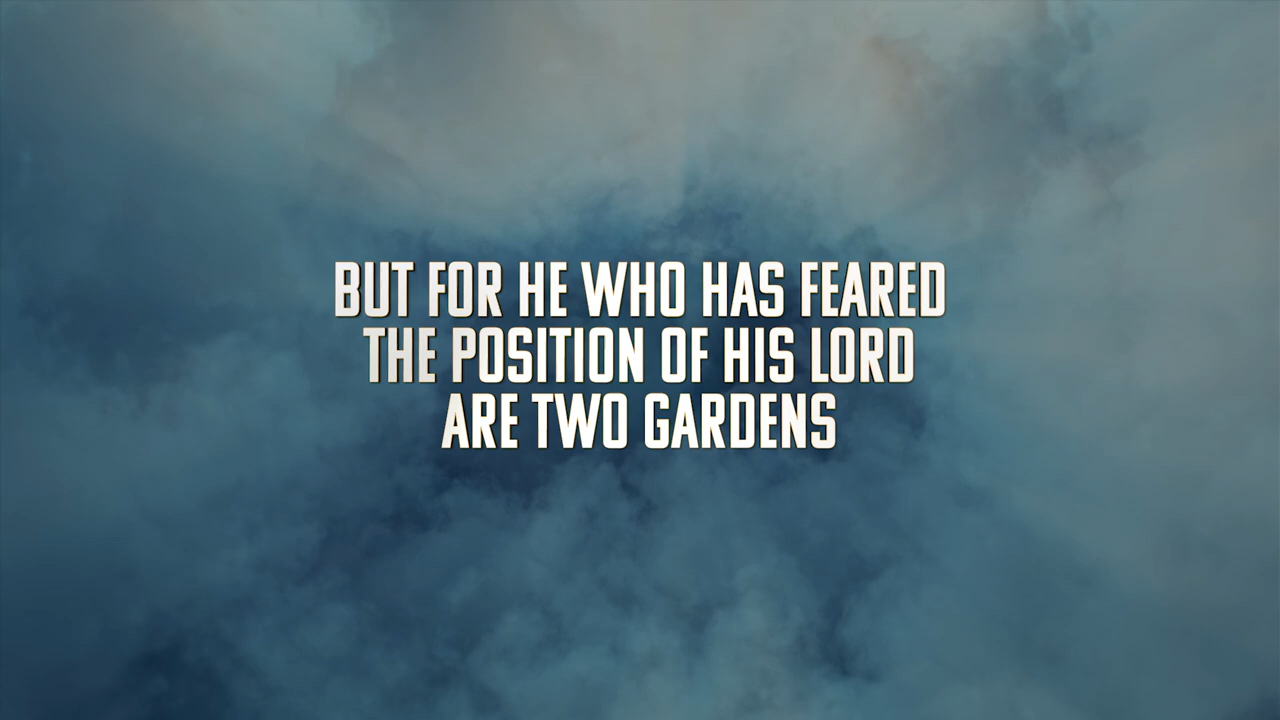 BUT FOR HE WHO HAS FEARED
THE POSITION OF HIS LORD
ARE TWO GARDENS